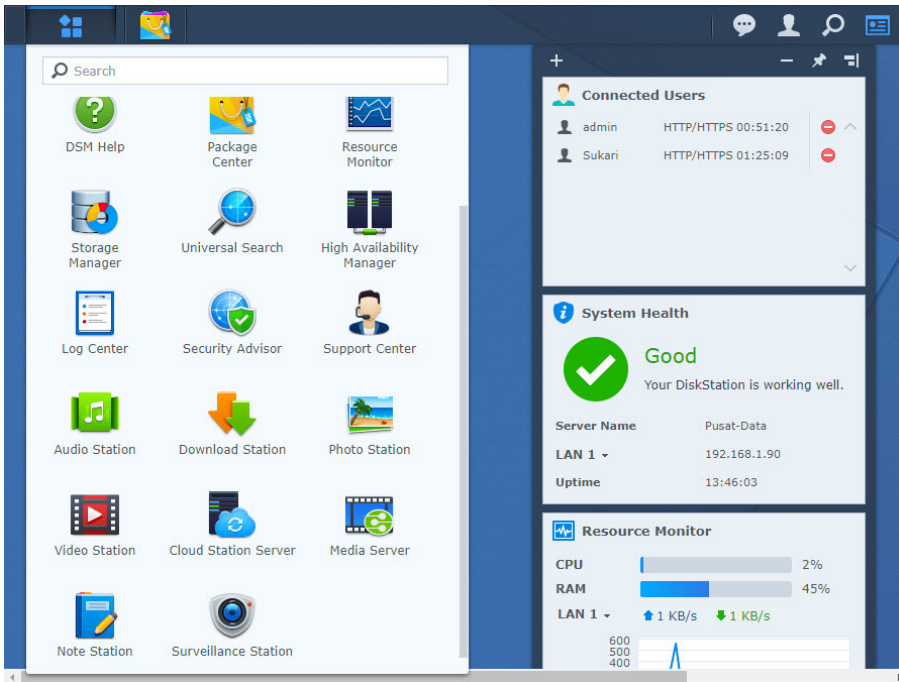 Search
DSM Help
Package
Center
Resource
Monitor
Storage
Manager
Universal Search
High Availability
Manager
Log Center
Security Advisor
Support Center
Audio Station
Download Station
Photo Station
Video Station
Cloud Station Server
Media Server
Note Station
Surveillance Station
Connected Users
admin HTTP/HTTPS 00:51:20
Sukari HTTP/HTTPS 01:25:09
System Health
Good
Your DiskStation is working well.
Server Name Pusat-Data
LAN 1 192.168.1.90
Uptime 13:46:03
Resource Monitor
CPU 2%
RAM 45%
LAN 1 1 KB/s 1 KB/s
600
500
400